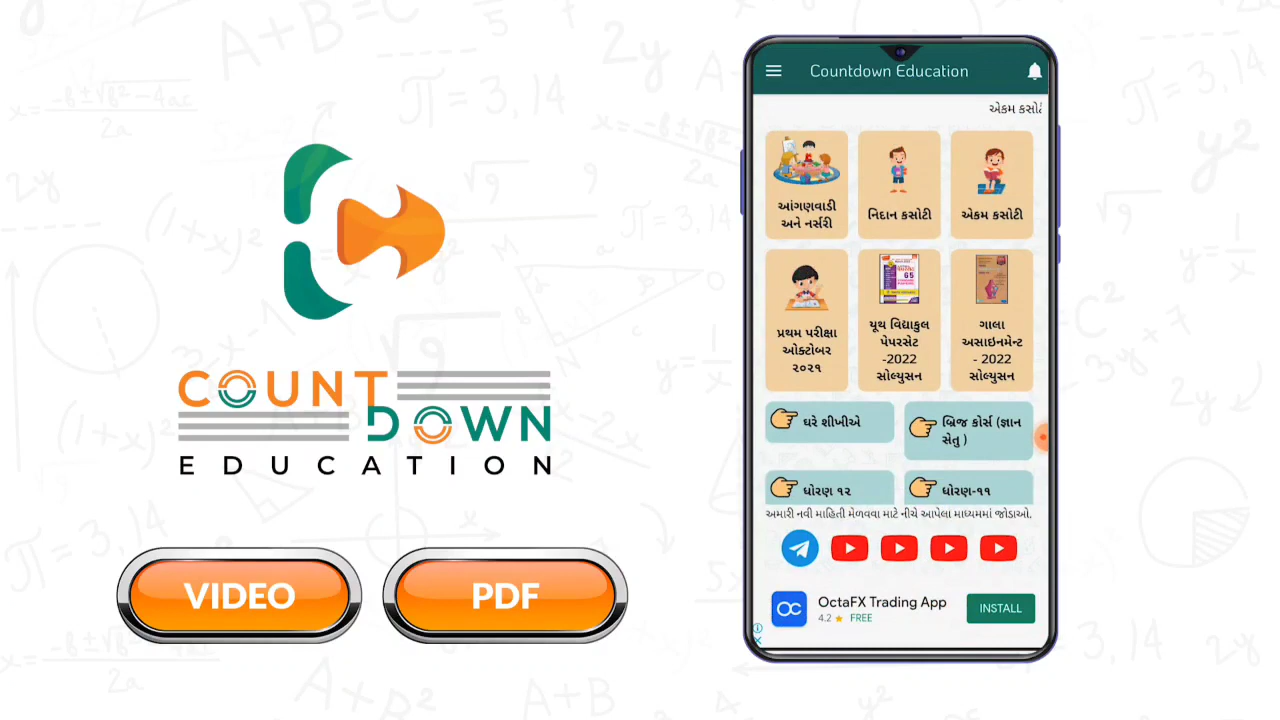 COUNT
DOWN
EDUCATION
VIDEO
PDF
Countdown Education
આંગણવાડી
અને નર્સરી
નિદાન કસોટી
એકમ કસોટી
પ્રથમ પરીક્ષા
ઓક્ટોબર
૨૦૨૧
યૂથ વિદ્યાકુલ
પેપરસેટ
-2022
સોલ્યુસન
ગાલા
અસાઇનમેન્ટ
- 2022
સોલ્યુસન
ઘરે શીખીએ
બ્રિજ કોર્સ (જ્ઞાન
સેતુ )
ધોરણ ૧૨
ધોરણ-૧૧
અમારી નવી માહિતી મેળવવા માટે નીચે આપેલા માધ્યમમાં જોડાઓ.
OctaFX Trading App
4.2 ★ FREE
INSTALL